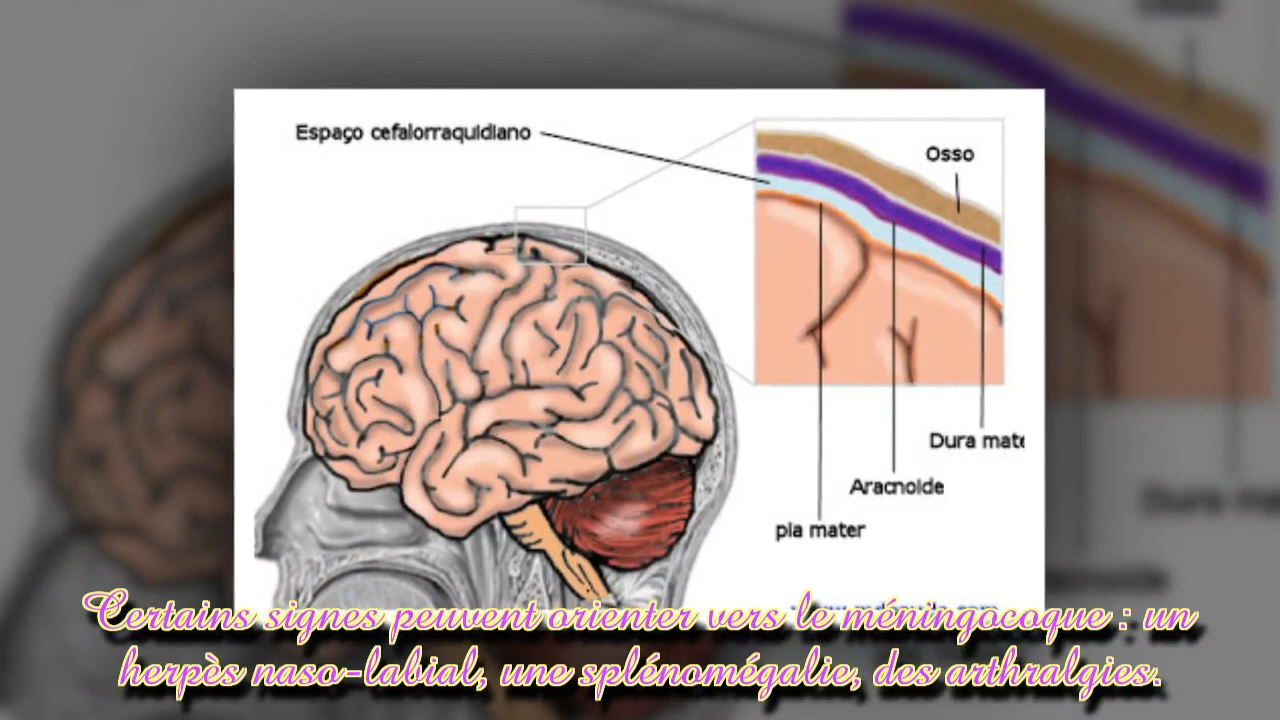 Espaço cefalorraquidiano
Osso
Dura mate
Aracnoide
pia mater
Certains signes peuvent orienter vers le méningocoque : un
herpès naso-labial, une splénomégalie, des arthralgies.